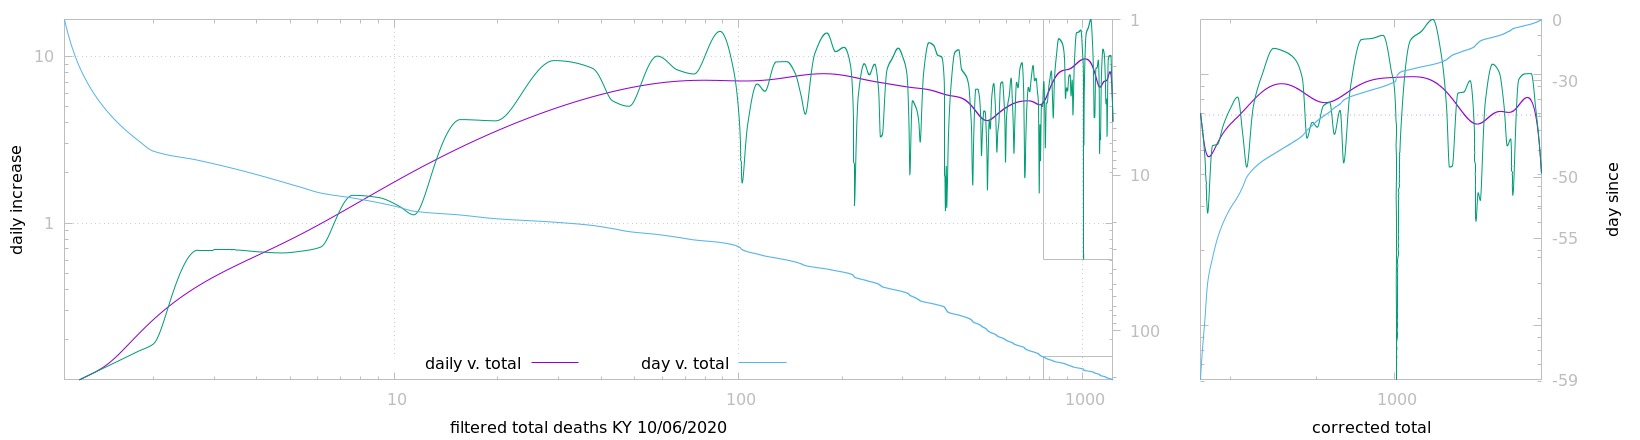 10
1
daily increase
1
10
100
daily v. total
day v. total
10
100
1000
filtered total deaths KY 10/06/2020
0
-30
-50
-55
-59
day since
1000
corrected total